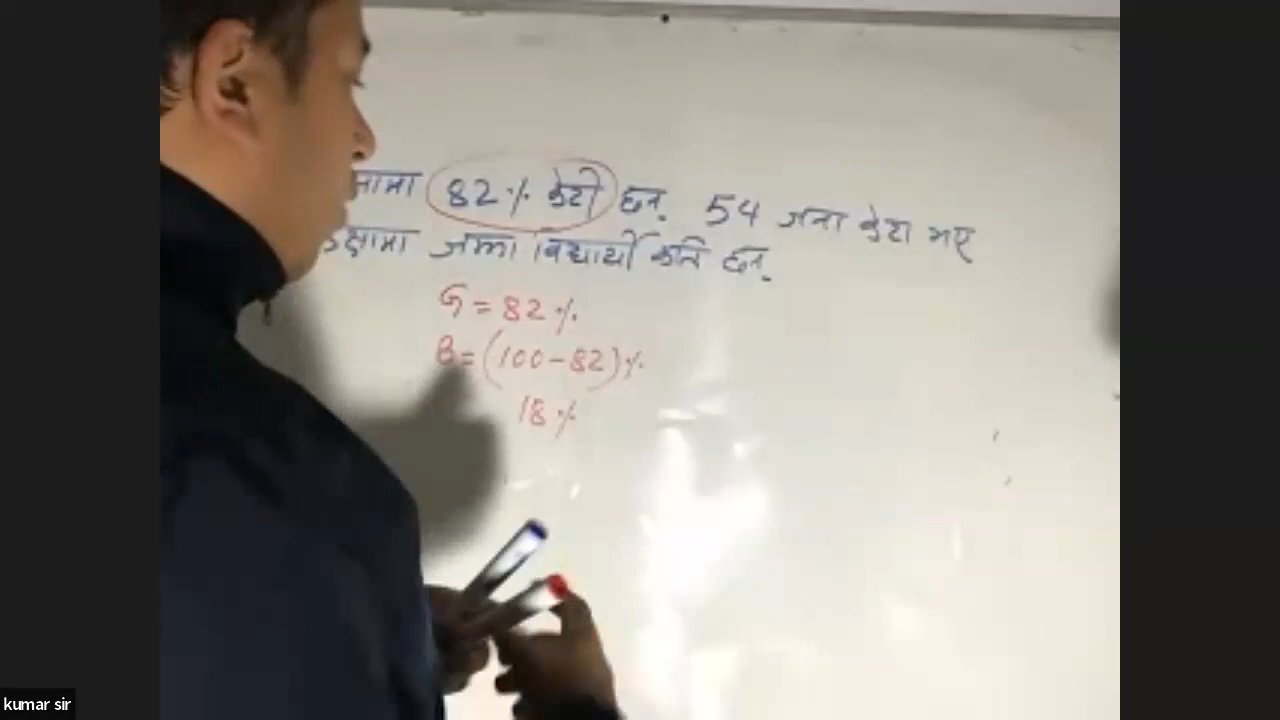 82% केटी छन्. 54 जना केटा भए
जम्मा विद्यार्थी कति छन्.
G = 82%
B = (100-82)%
18%
kumar sir